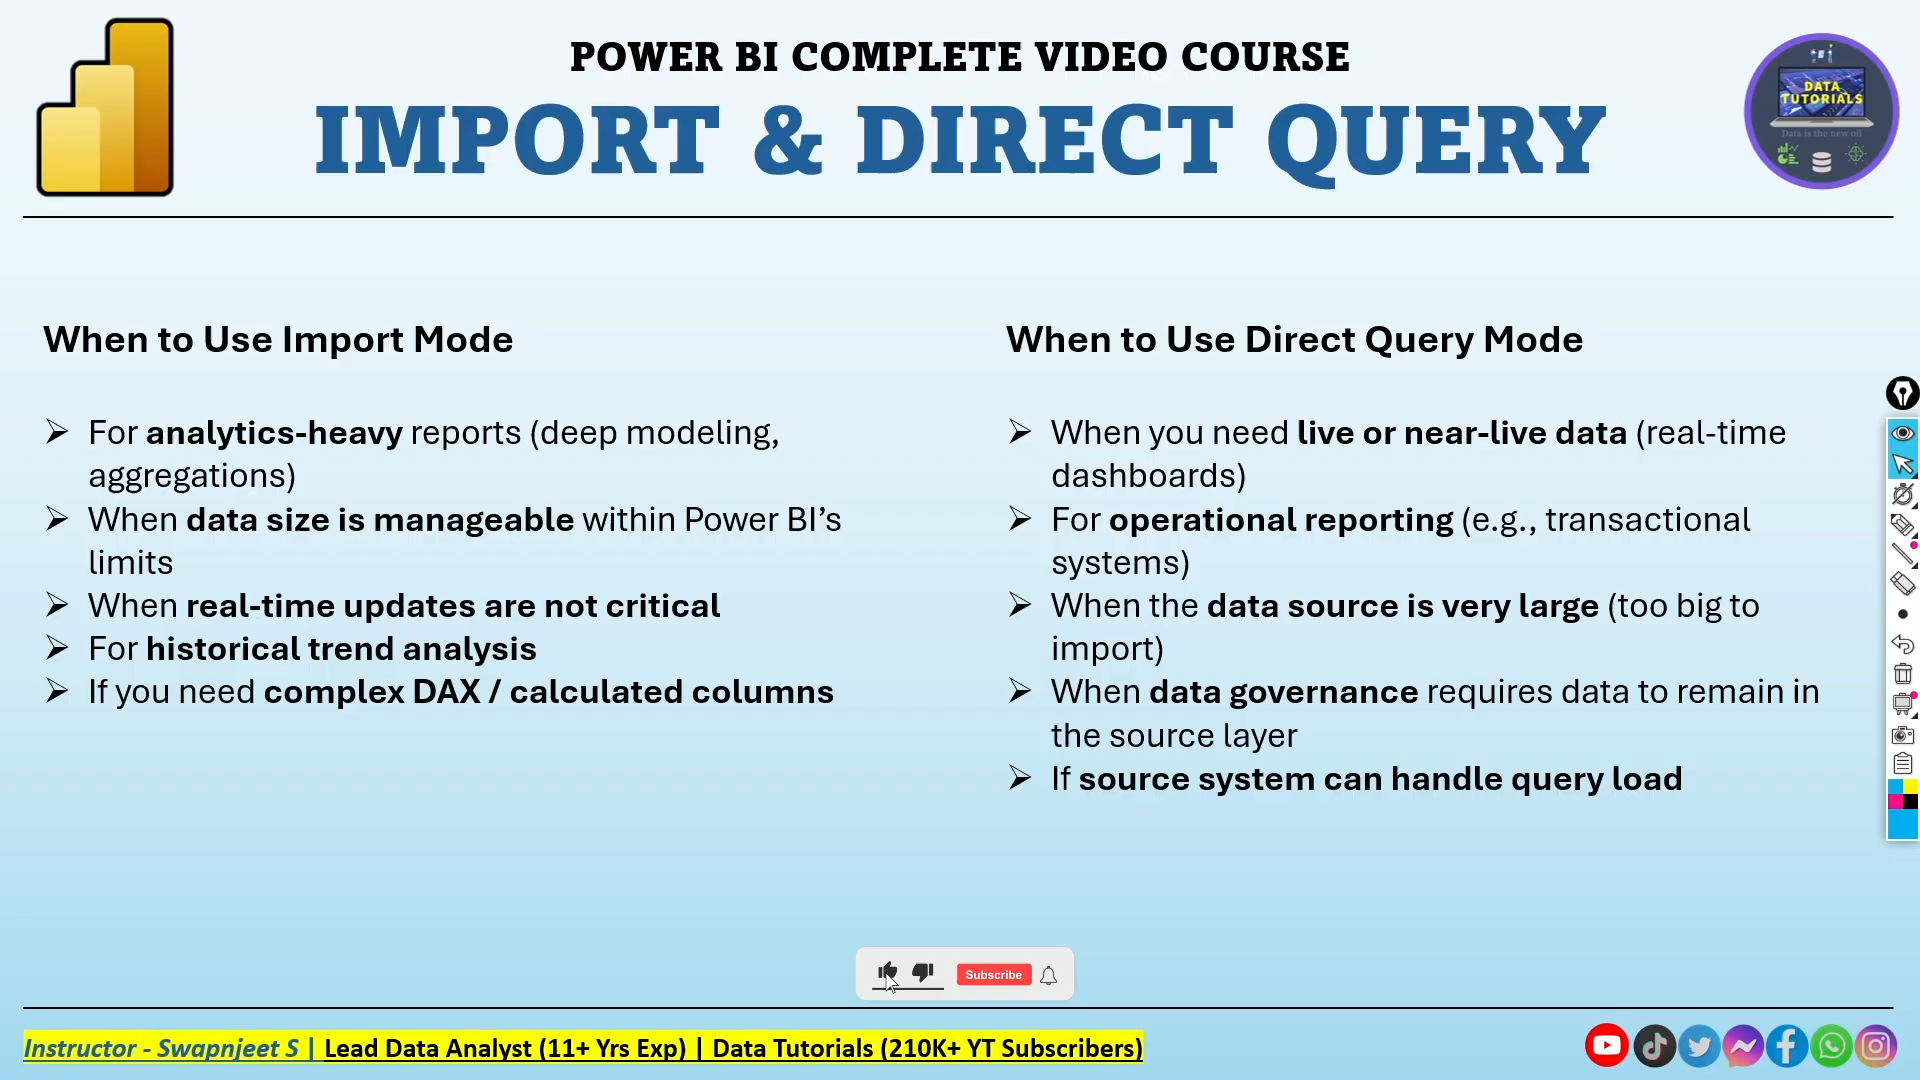 POWER BI COMPLETE VIDEO COURSE
IMPORT & DIRECT QUERY
DATA
TUTORIALS
Data is the new oil
When to Use Import Mode
➢ For analytics-heavy reports (deep modeling,
aggregations)
➢ When data size is manageable within Power BI’s
limits
➢ When real-time updates are not critical
➢ For historical trend analysis
➢ If you need complex DAX / calculated columns
When to Use Direct Query Mode
➢ When you need live or near-live data (real-time
dashboards)
➢ For operational reporting (e.g., transactional
systems)
➢ When the data source is very large (too big to
import)
➢ When data governance requires data to remain in
the source layer
➢ If source system can handle query load
Subscribe
Instructor - Swapnjeet S | Lead Data Analyst (11+ Yrs Exp) | Data Tutorials (210K+ YT Subscribers)